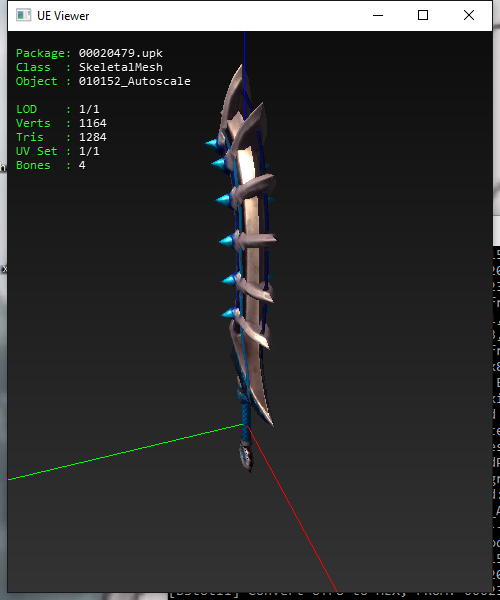 UE Viewer
Package: 00020479.upk
Class : SkeletalMesh
Object : 010152_Autoscale
LOD : 1/1
Verts : 1164
Tris : 1284
UV Set : 1/1
Bones : 4